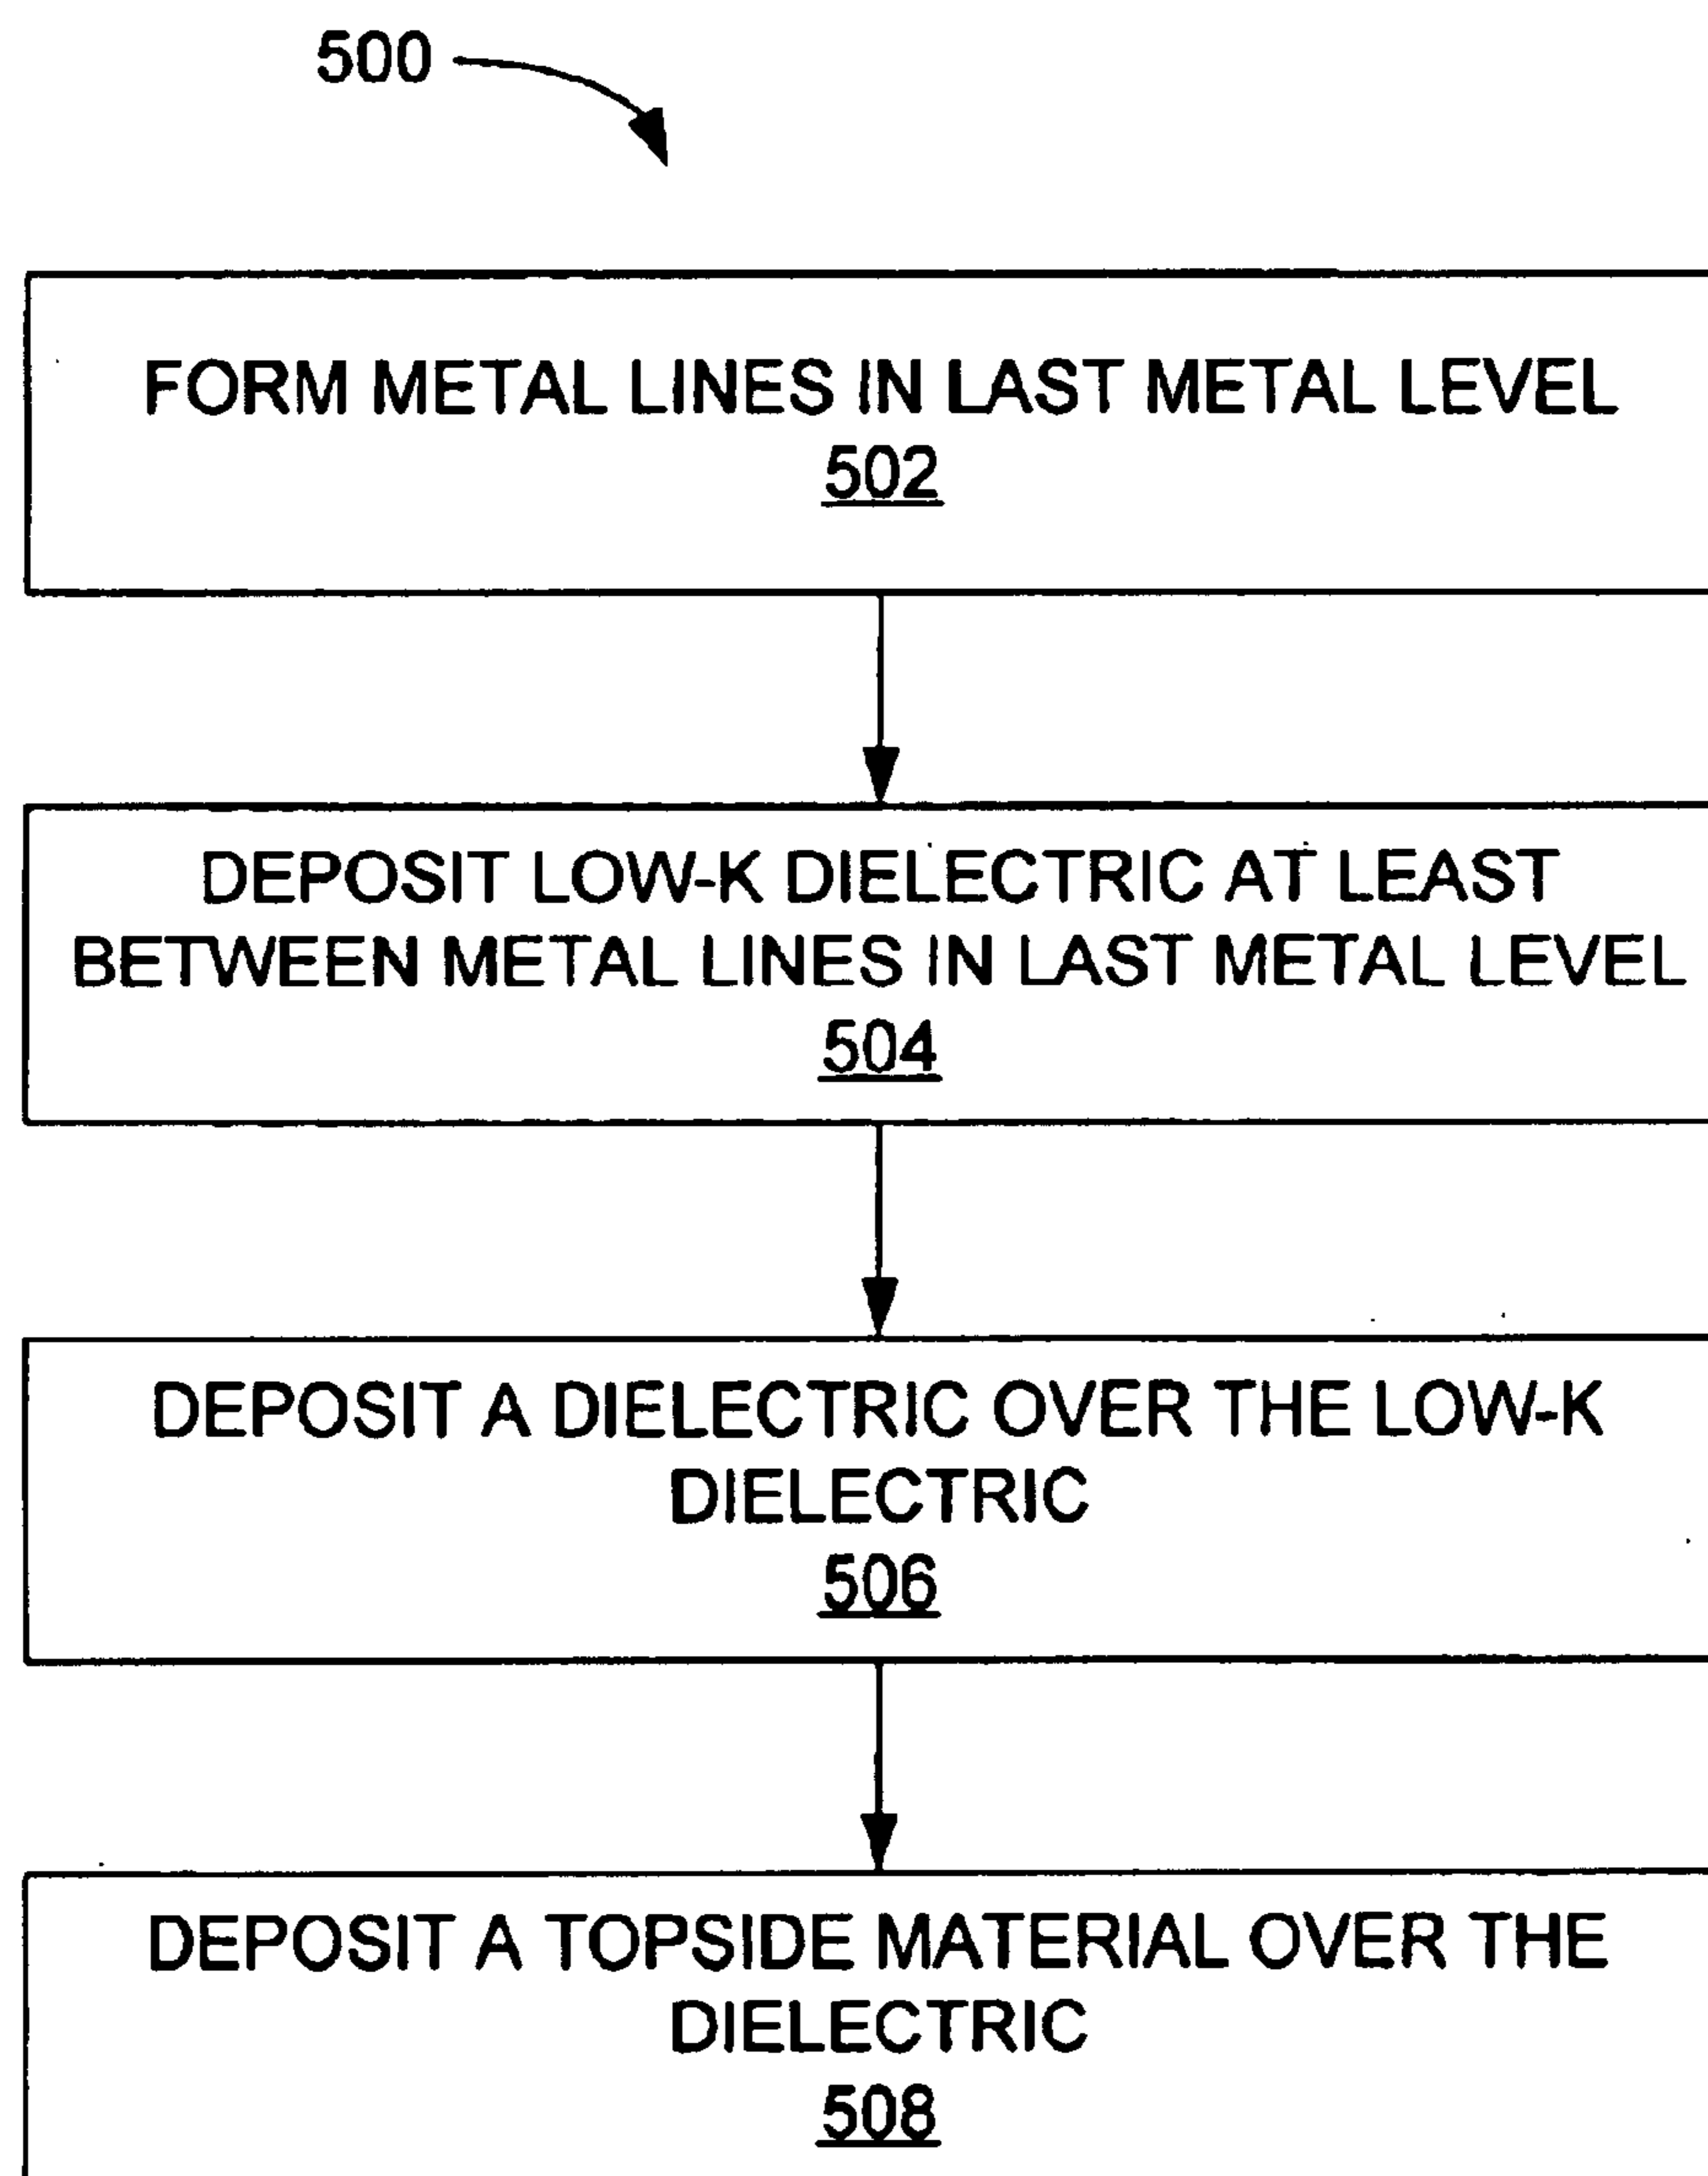 500
FORM METAL LINES IN LAST METAL LEVEL
502
DEPOSIT LOW-K DIELECTRIC AT LEAST
BETWEEN METAL LINES IN LAST METAL LEVEL
504
DEPOSIT A DIELECTRIC OVER THE LOW-K
DIELECTRIC
506
DEPOSIT A TOPSIDE MATERIAL OVER THE
DIELECTRIC
508